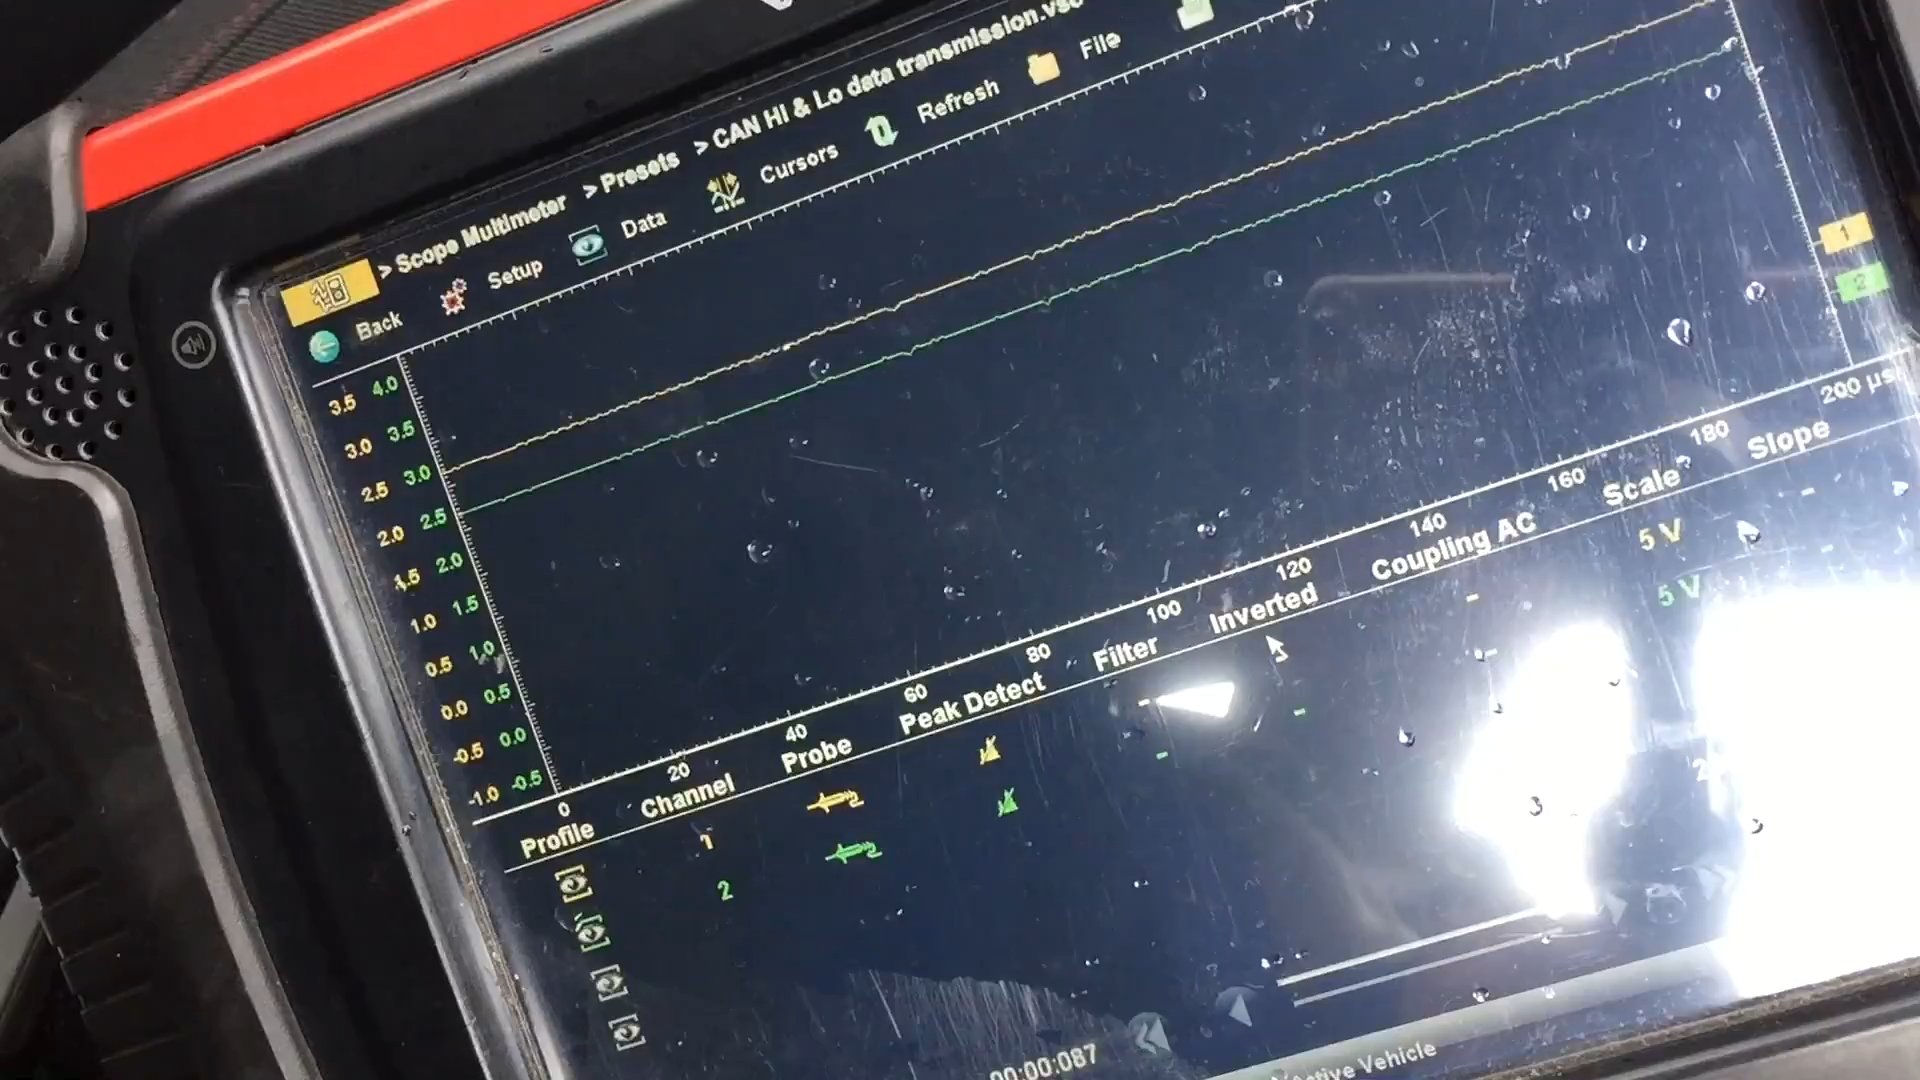 > Scope Multimeter > Presets > CAN Hi & Lo data transmission.vsc
Back Setup Data Cursors Refresh File
3.5 4.0
3.0 3.5
2.5 3.0
2.0 2.5
1.5 2.0
1.0 1.5
0.5 1.0
0.0 0.5
-0.5 0.0
-1.0 -0.5
1
2
0 20 40 60 80 100 120 140 160 180 200 µs
Profile Channel Probe Peak Detect Filter Inverted Coupling AC Scale Slope
1 - - 5 V -
2 - - - 5 V
00:00:087
Active Vehicle